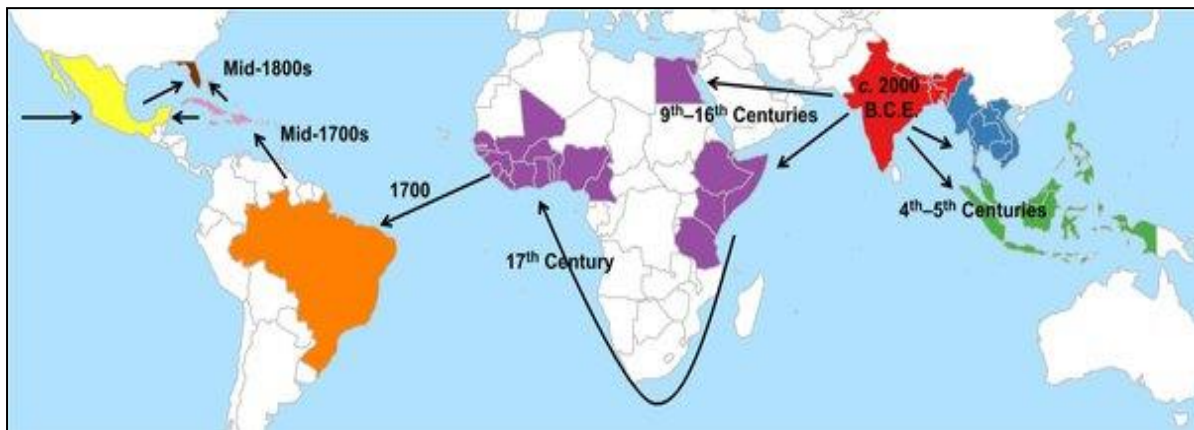 Mid-1800s
Mid-1700s
1700
17th Century
9th–16th Centuries
c. 2000
B.C.E.
4th–5th Centuries